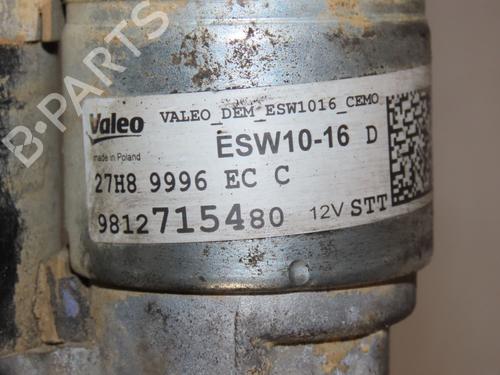 B-PARTS
Valeo VALEO_DEM_ESW1016_CEMO
made in Poland ESW10-16 D
27H8 9996 EC C
9812715480 12V STT
C